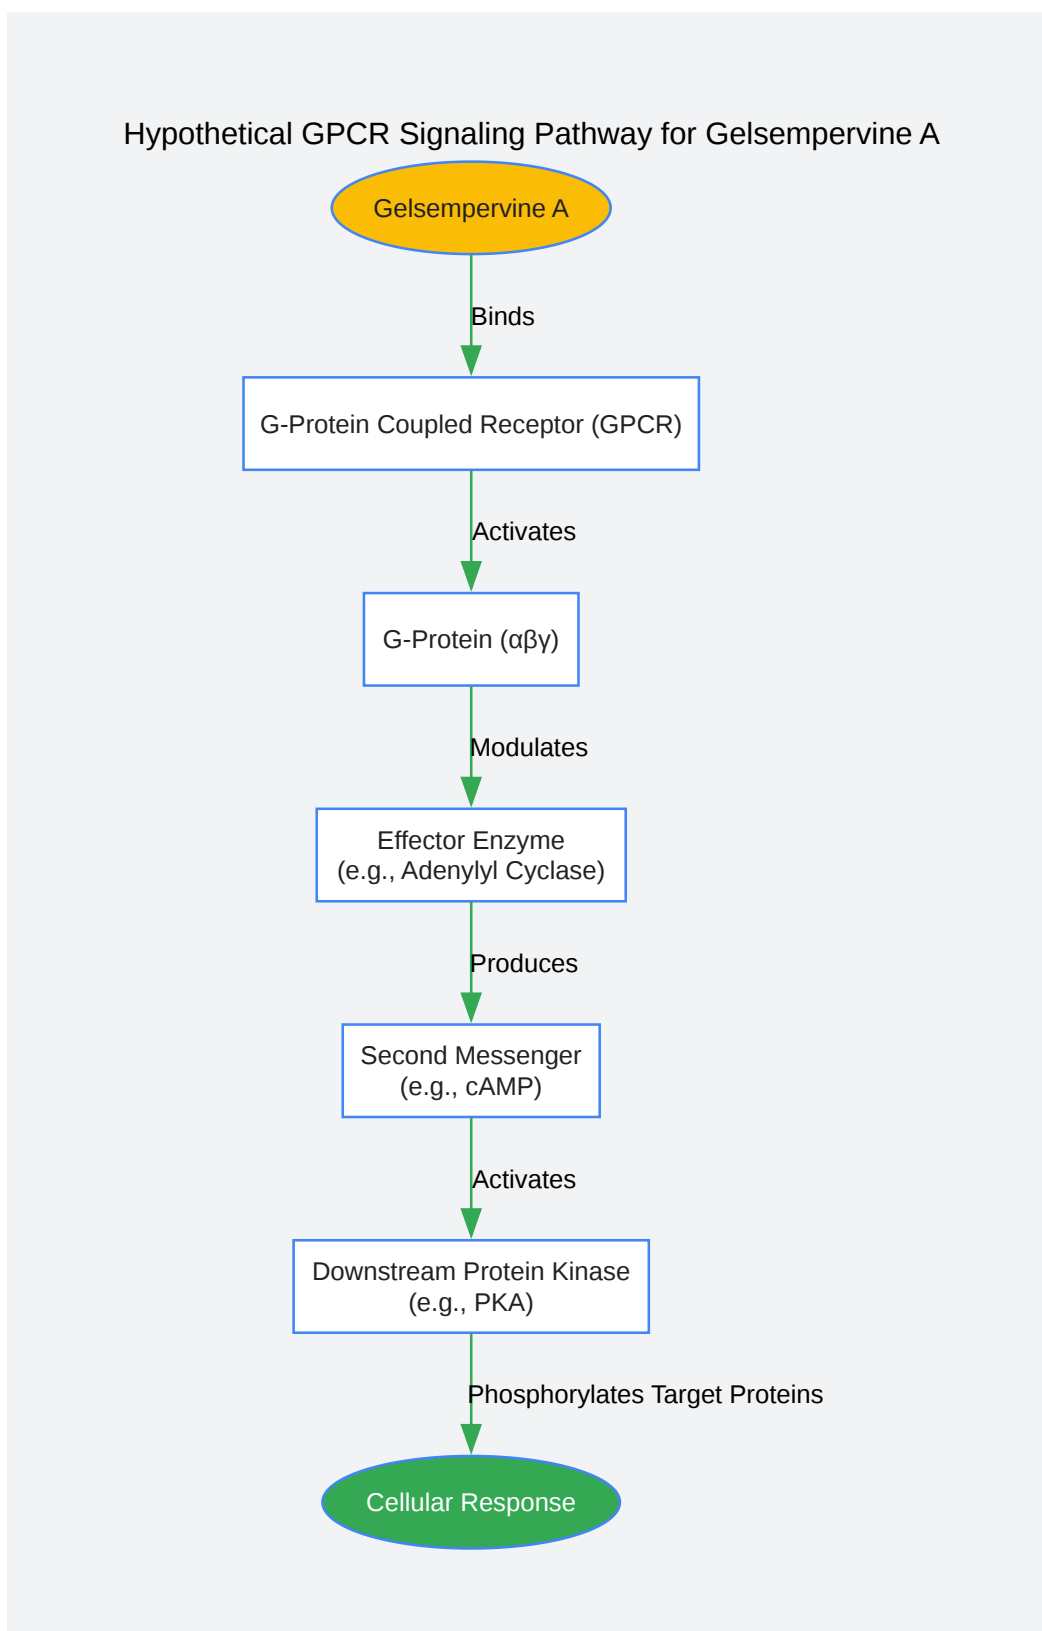 Hypothetical GPCR Signaling Pathway for Gelsempervine A
Gelsempervine A
Binds
G-Protein Coupled Receptor (GPCR)
Activates
G-Protein (αβγ)
Modulates
Effector Enzyme
(e.g., Adenylyl Cyclase)
Produces
Second Messenger
(e.g., cAMP)
Activates
Downstream Protein Kinase
(e.g., PKA)
Phosphorylates Target Proteins
Cellular Response